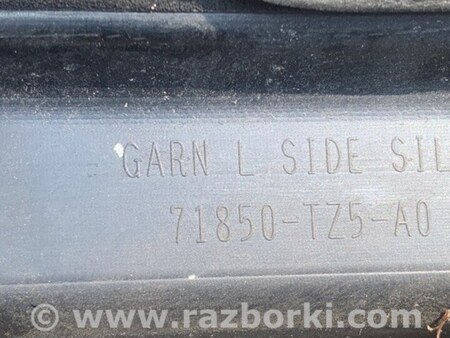 GARN L SIDE SIL
71850-TZ5-A0
© www.razborki.com